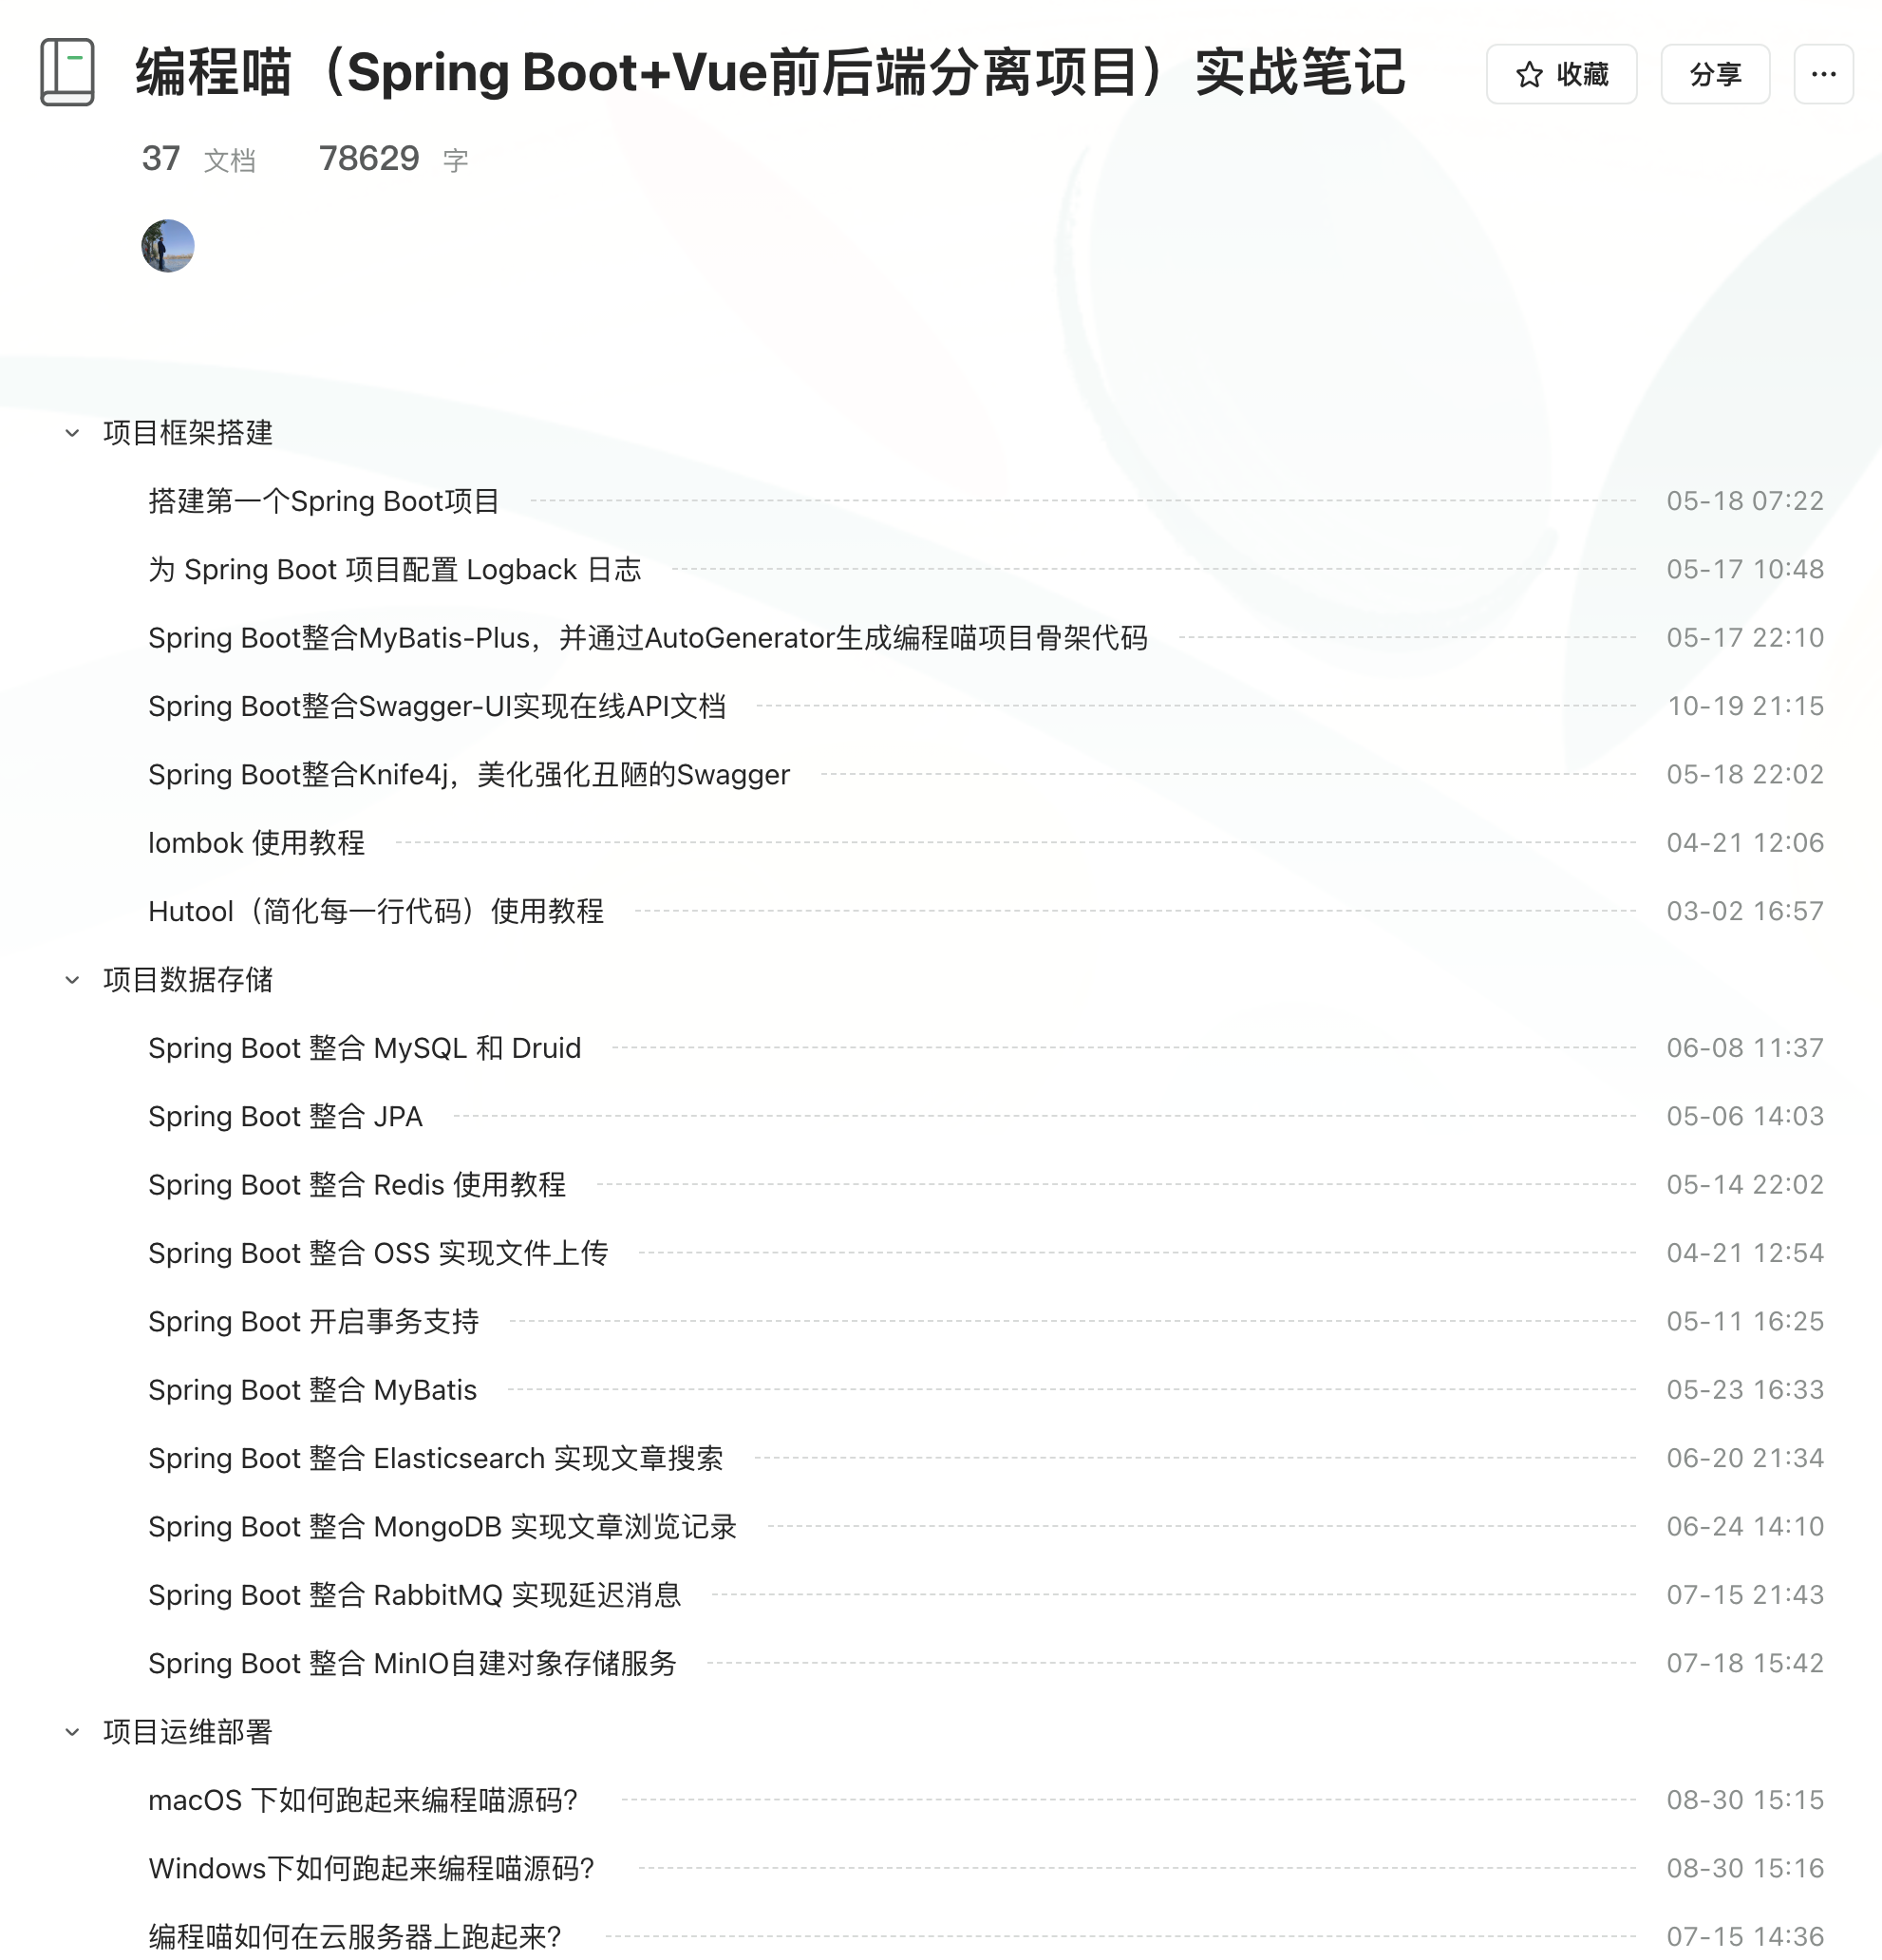 编程喵（Spring Boot+Vue前后端分离项目）实战笔记
收藏
分享
37 文档 78629 字
项目框架搭建
搭建第一个Spring Boot项目 05-18 07:22
为 Spring Boot 项目配置 Logback 日志 05-17 10:48
Spring Boot整合MyBatis-Plus，并通过AutoGenerator生成编程喵项目骨架代码 05-17 22:10
Spring Boot整合Swagger-UI实现在线API文档 10-19 21:15
Spring Boot整合Knife4j，美化强化丑陋的Swagger 05-18 22:02
lombok 使用教程 04-21 12:06
Hutool（简化每一行代码）使用教程 03-02 16:57
项目数据存储
Spring Boot 整合 MySQL 和 Druid 06-08 11:37
Spring Boot 整合 JPA 05-06 14:03
Spring Boot 整合 Redis 使用教程 05-14 22:02
Spring Boot 整合 OSS 实现文件上传 04-21 12:54
Spring Boot 开启事务支持 05-11 16:25
Spring Boot 整合 MyBatis 05-23 16:33
Spring Boot 整合 Elasticsearch 实现文章搜索 06-20 21:34
Spring Boot 整合 MongoDB 实现文章浏览记录 06-24 14:10
Spring Boot 整合 RabbitMQ 实现延迟消息 07-15 21:43
Spring Boot 整合 MinIO自建对象存储服务 07-18 15:42
项目运维部署
macOS 下如何跑起来编程喵源码？ 08-30 15:15
Windows下如何跑起来编程喵源码？ 08-30 15:16
编程喵如何在云服务器上跑起来？ 07-15 14:36